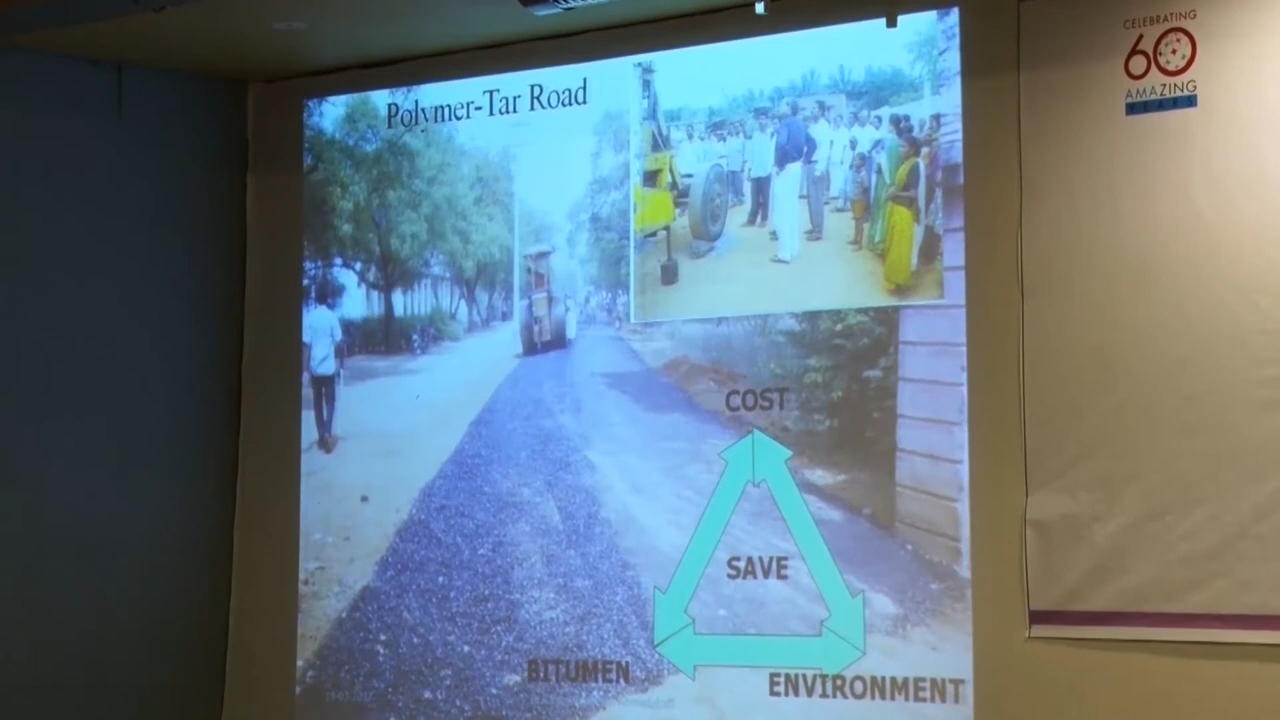 Polymer-Tar Road
COST
SAVE
BITUMEN
ENVIRONMENT
CELEBRATING
60
AMAZING
YEARS